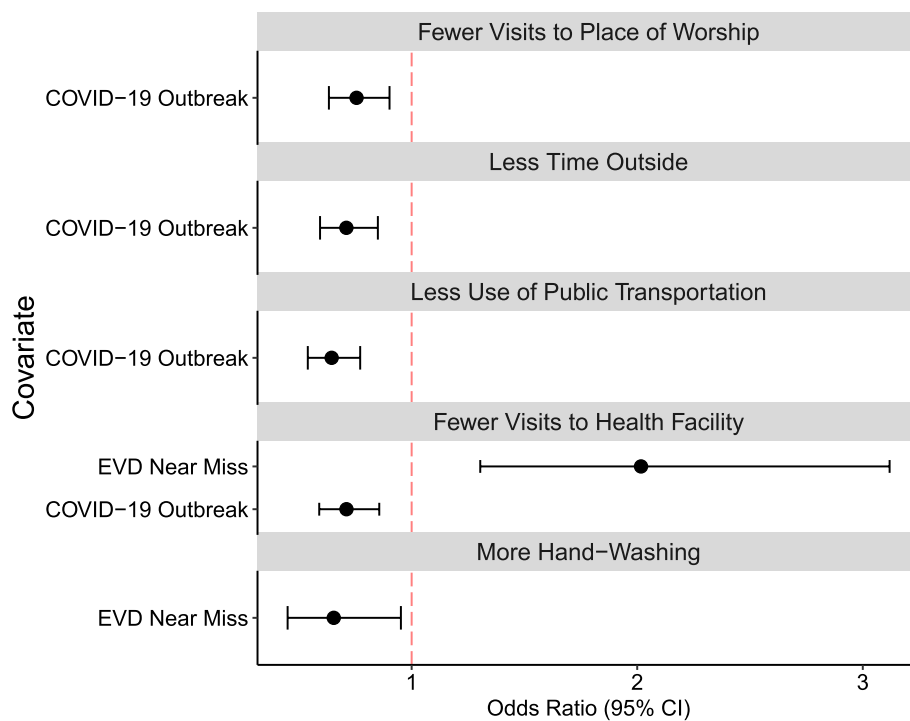 Fewer Visits to Place of Worship
COVID−19 Outbreak
Less Time Outside
COVID−19 Outbreak
Less Use of Public Transportation
COVID−19 Outbreak
Covariate
Fewer Visits to Health Facility
EVD Near Miss
COVID−19 Outbreak
More Hand−Washing
EVD Near Miss
1 2 3
Odds Ratio (95% CI)